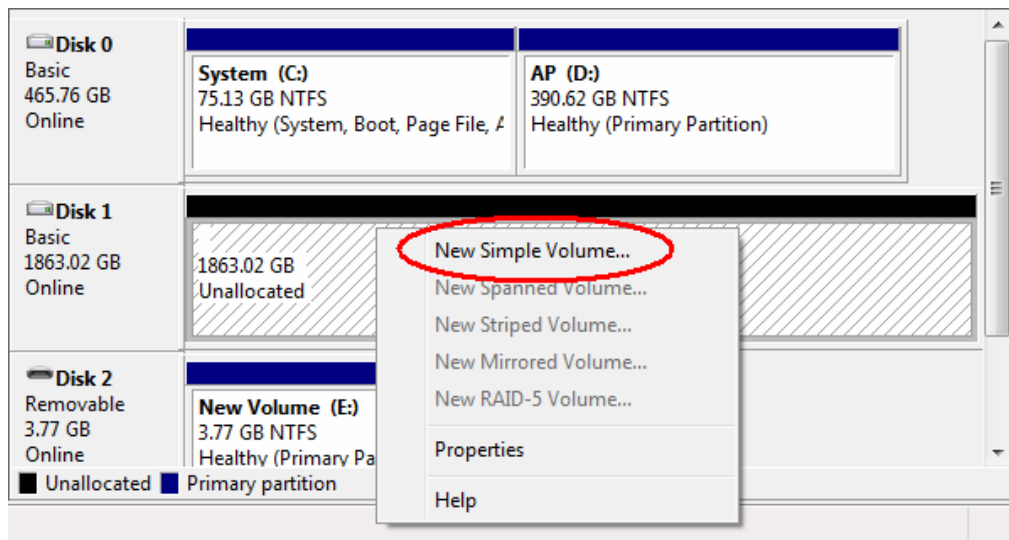 Disk 0
Basic
465.76 GB
Online
System (C:)
75.13 GB NTFS
Healthy (System, Boot, Page File, A
AP (D:)
390.62 GB NTFS
Healthy (Primary Partition)
Disk 1
Basic
1863.02 GB
Online
1863.02 GB
Unallocated
New Simple Volume...
New Spanned Volume...
New Striped Volume...
New Mirrored Volume...
New RAID-5 Volume...
Properties
Help
Disk 2
Removable
3.77 GB
Online
New Volume (E:)
3.77 GB NTFS
Healthy (Primary Pa
Unallocated Primary partition